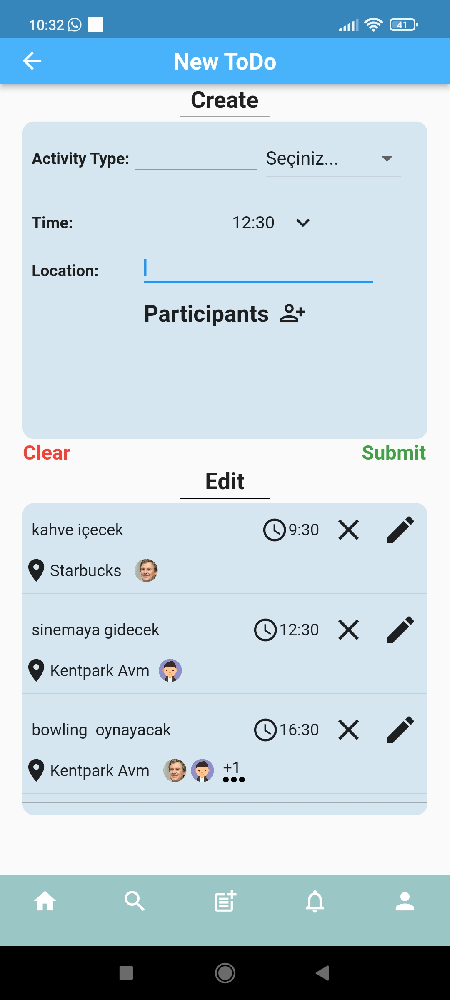 10:32 41
New ToDo
Create
Activity Type: Seçiniz...
Time: 12:30
Location:
Participants
Clear Submit
Edit
kahve içecek 9:30
Starbucks
sinemaya gidecek 12:30
Kentpark Avm
bowling  oynayacak 16:30
Kentpark Avm +1